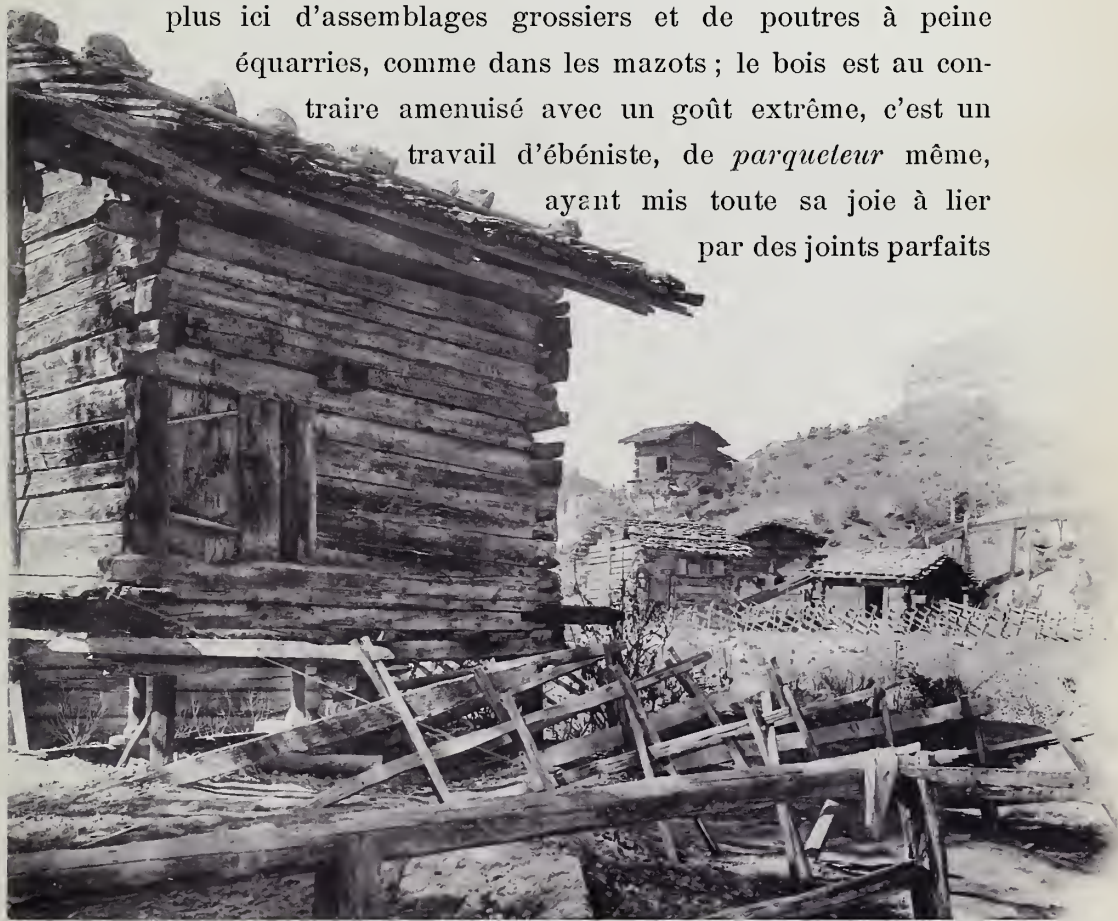 plus ici d'assemblages grossiers et de poutres à peine
équarries, comme dans les mazots ; le bois est au con-
traire amenuisé avec un goût extrême, c'est un
travail d'ébéniste, de parqueteur même,
ayant mis toute sa joie à lier
par des joints parfaits